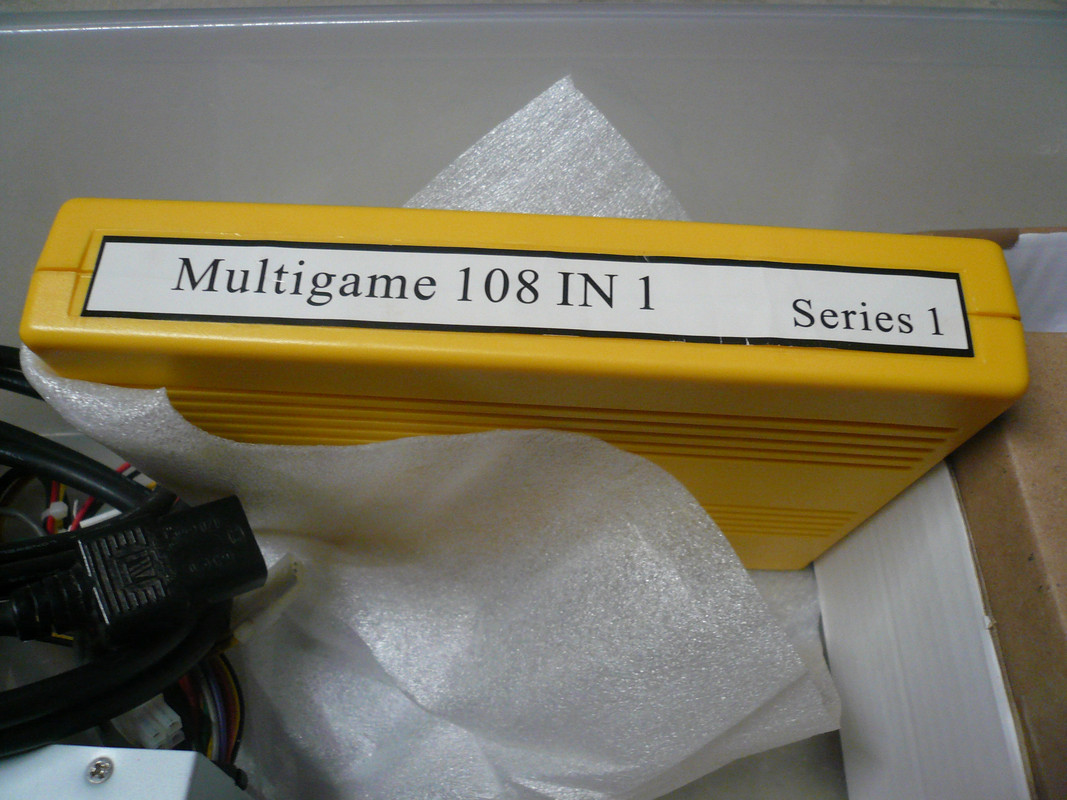 Multigame 108 IN 1
Series 1